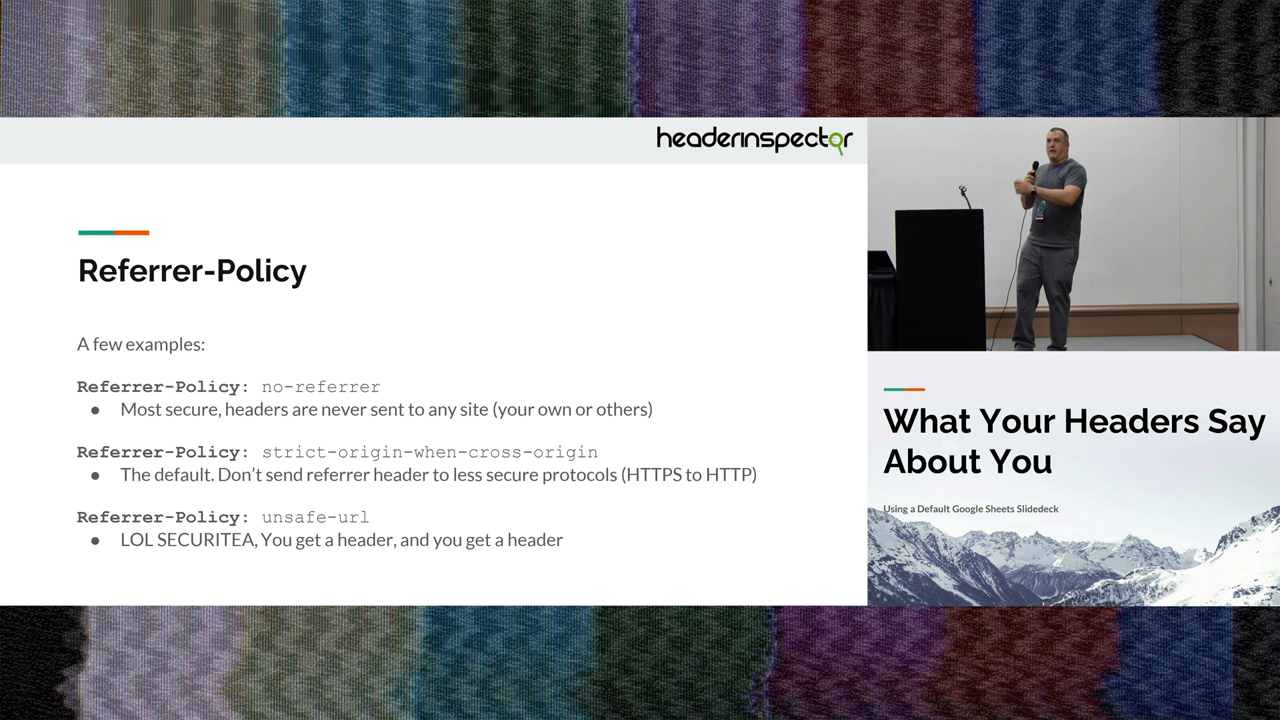 headerinspector
Referrer-Policy
A few examples:
Referrer-Policy: no-referrer
● Most secure, headers are never sent to any site (your own or others)
Referrer-Policy: strict-origin-when-cross-origin
● The default. Don't send referrer header to less secure protocols (HTTPS to HTTP)
Referrer-Policy: unsafe-url
● LOL SECURITEA, You get a header, and you get a header
What Your Headers Say
About You
Using a Default Google Sheets Slidedeck